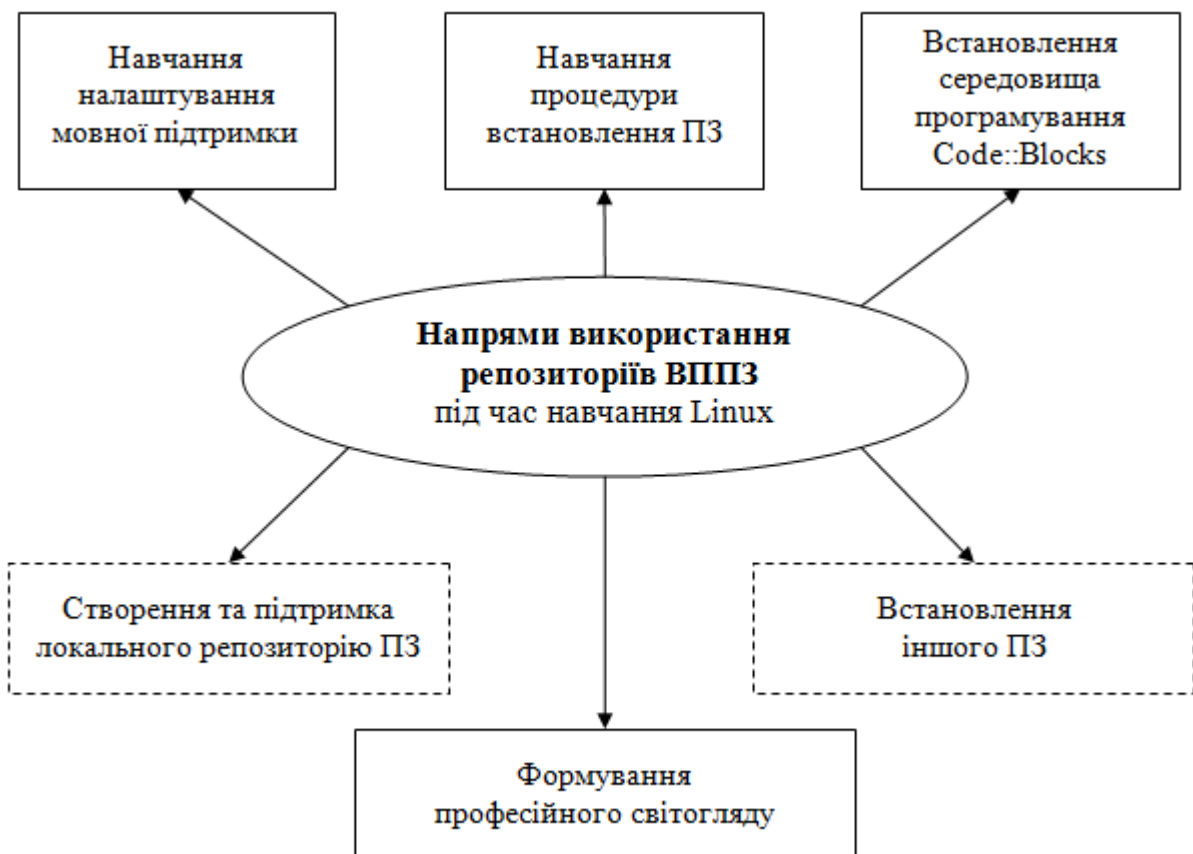 Навчання
налаштування
мовної підтримки
Навчання
процедури
встановлення ПЗ
Встановлення
середовища
програмування
Code::Blocks
Напрями використання
репозиторіїв ВППЗ
під час навчання Linux
Створення та підтримка
локального репозиторію ПЗ
Встановлення
іншого ПЗ
Формування
професійного світогляду